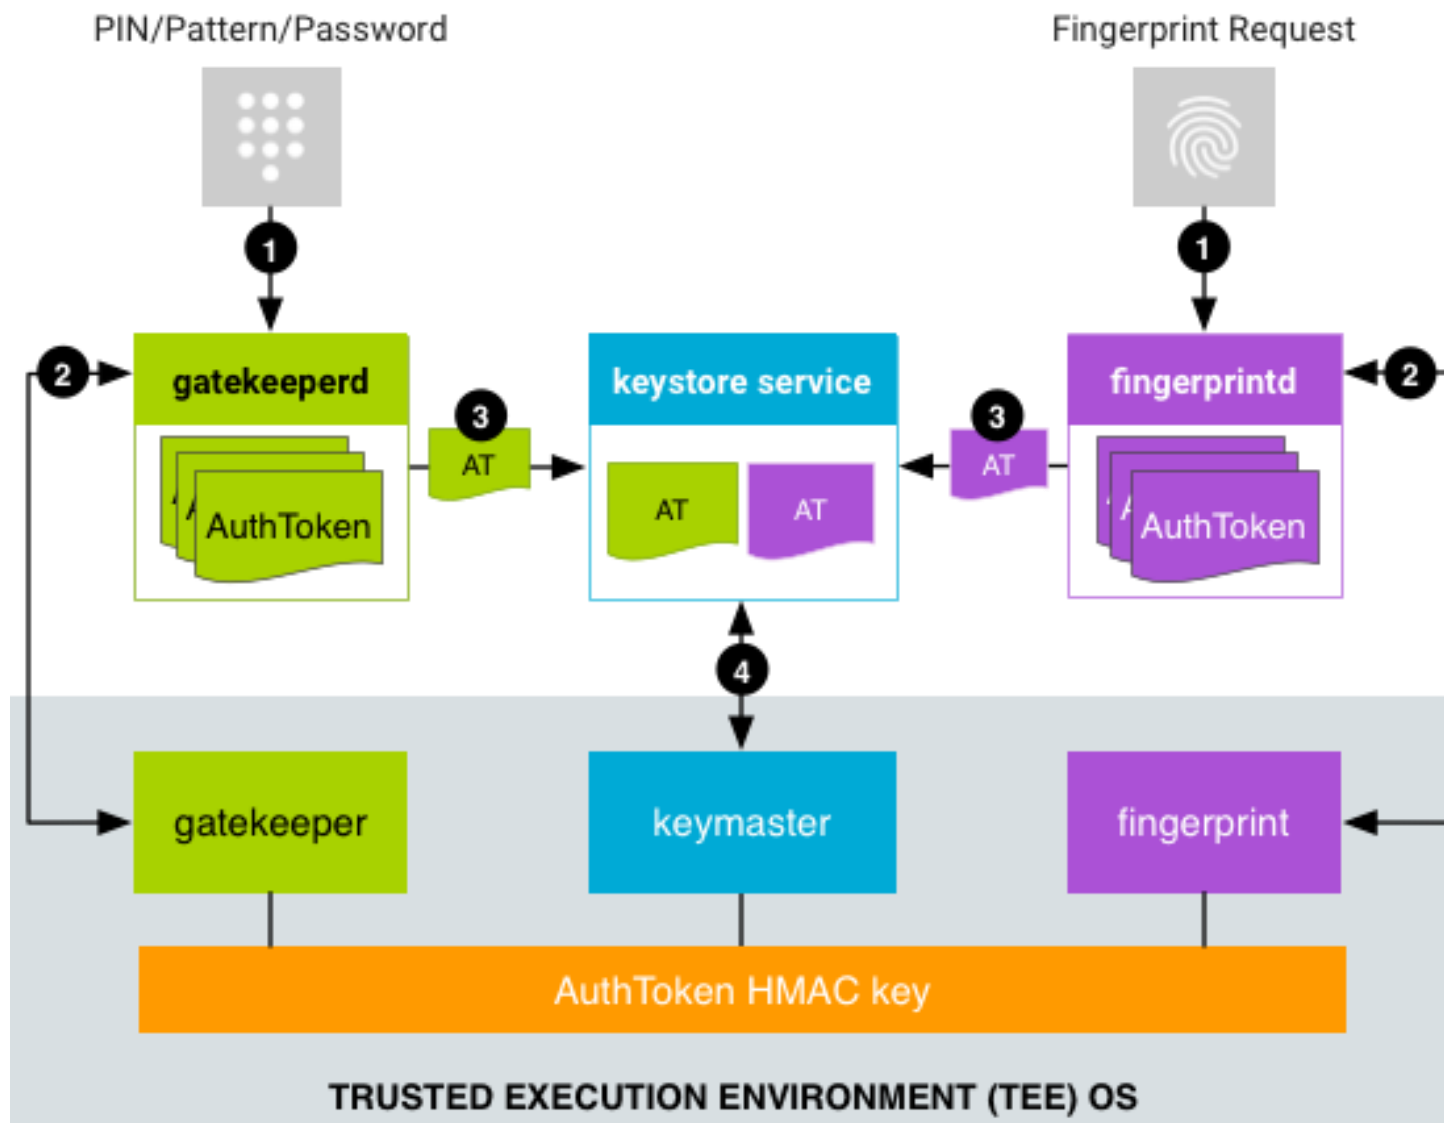 PIN/Pattern/Password
Fingerprint Request
1
1
2
gatekeeperd
3
keystore service
3
fingerprintd
2
A
A
AuthToken
AT
AT
AT
AT
A
A
AuthToken
4
gatekeeper
keymaster
fingerprint
AuthToken HMAC key
TRUSTED EXECUTION ENVIRONMENT (TEE) OS